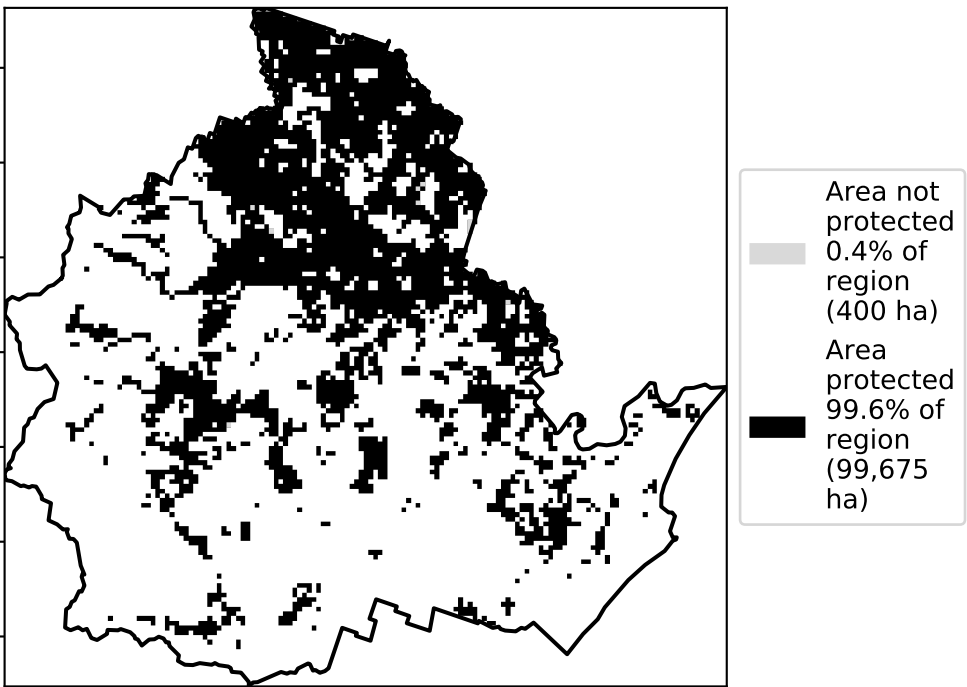 Area not
protected
0.4% of
region
(400 ha)
Area
protected
99.6% of
region
(99,675
ha)